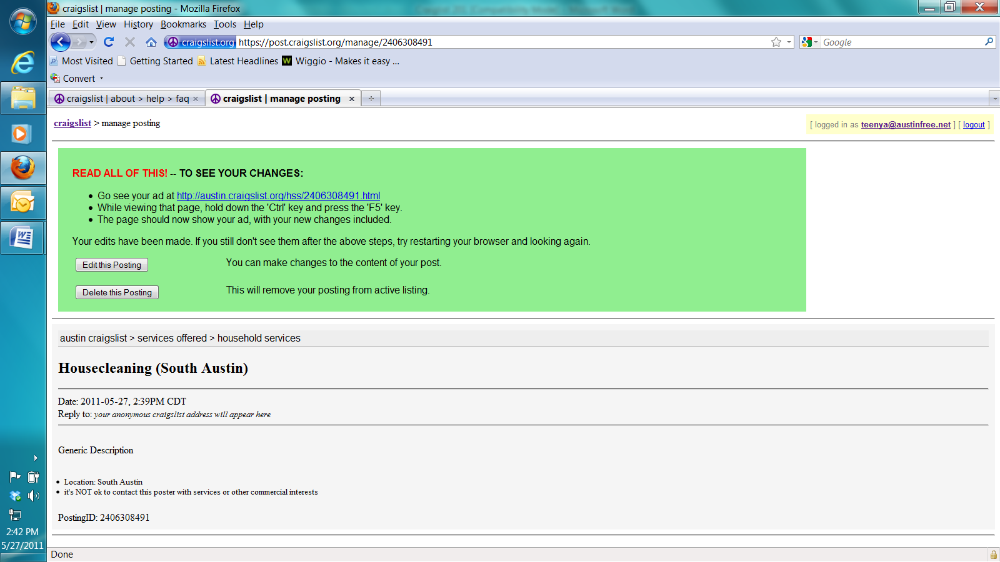 craigslist | manage posting - Mozilla Firefox
File Edit View History Bookmarks Tools Help
craigslist.org https://post.craigslist.org/manage/2406308491
Google
Most Visited Getting Started Latest Headlines Wiggio - Makes it easy ...
Convert
craigslist | about > help > faq
craigslist | manage posting
craigslist > manage posting
[ logged in as teenya@austinfree.net ] [ logout ]
READ ALL OF THIS! -- TO SEE YOUR CHANGES:
Go see your ad at http://austin.craigslist.org/hss/2406308491.html
While viewing that page, hold down the 'Ctrl' key and press the 'F5' key.
The page should now show your ad, with your new changes included.
Your edits have been made. If you still don't see them after the above steps, try restarting your browser and looking again.
Edit this Posting You can make changes to the content of your post.
Delete this Posting This will remove your posting from active listing.
austin craigslist > services offered > household services
Housecleaning (South Austin)
Date: 2011-05-27, 2:39PM CDT
Reply to: your anonymous craigslist address will appear here
Generic Description
Location: South Austin
it's NOT ok to contact this poster with services or other commercial interests
PostingID: 2406308491
2:42 PM
5/27/2011
Done